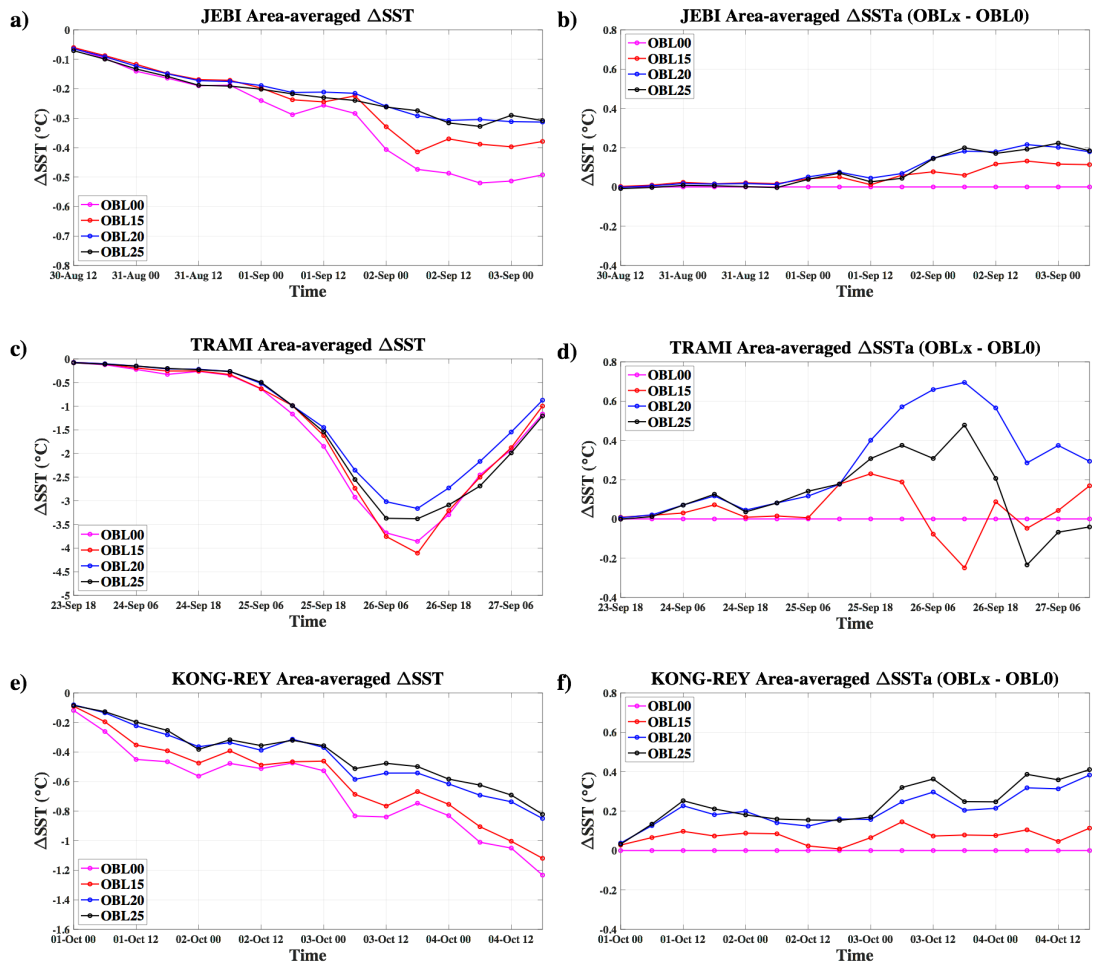 a)
JEBI Area-averaged △SST
0
-0.1
-0.2
-0.3
-0.4
-0.5
-0.6
-0.7
-0.8
△SST (°C)
OBL00
OBL15
OBL20
OBL25
30-Aug 12 31-Aug 00 31-Aug 12 01-Sep 00 01-Sep 12 02-Sep 00 02-Sep 12 03-Sep 00
Time
b)
JEBI Area-averaged △SSTa (OBLx - OBL0)
0.8
0.6
0.4
0.2
0
0.2
0.4
△SST (°C)
OBL00
OBL15
OBL20
OBL25
30-Aug 12 31-Aug 00 31-Aug 12 01-Sep 00 01-Sep 12 02-Sep 00 02-Sep 12 03-Sep 00
Time
c)
TRAMI Area-averaged △SST
0
-0.5
-1
-1.5
-2
-2.5
-3
-3.5
-4
-4.5
-5
△SST (°C)
OBL00
OBL15
OBL20
OBL25
23-Sep 18 24-Sep 06 24-Sep 18 25-Sep 06 25-Sep 18 26-Sep 06 26-Sep 18 27-Sep 06
Time
d)
TRAMI Area-averaged △SSTa (OBLx - OBL0)
0.8
0.6
0.4
0.2
0
-0.2
-0.4
△SST (°C)
OBL00
OBL15
OBL20
OBL25
23-Sep 18 24-Sep 06 24-Sep 18 25-Sep 06 25-Sep 18 26-Sep 06 26-Sep 18 27-Sep 06
Time
e)
KONG-REY Area-averaged △SST
0
-0.2
-0.4
-0.6
-0.8
-1
-1.2
-1.4
-1.6
△SST (°C)
OBL00
OBL15
OBL20
OBL25
01-Oct 00 01-Oct 12 02-Oct 00 02-Oct 12 03-Oct 00 03-Oct 12 04-Oct 00 04-Oct 12
Time
f)
KONG-REY Area-averaged △SSTa (OBLx - OBL0)
0.8
0.6
0.4
0.2
0
0.2
0.4
△SST (°C)
OBL00
OBL15
OBL20
OBL25
01-Oct 00 01-Oct 12 02-Oct 00 02-Oct 12 03-Oct 00 03-Oct 12 04-Oct 00 04-Oct 12
Time